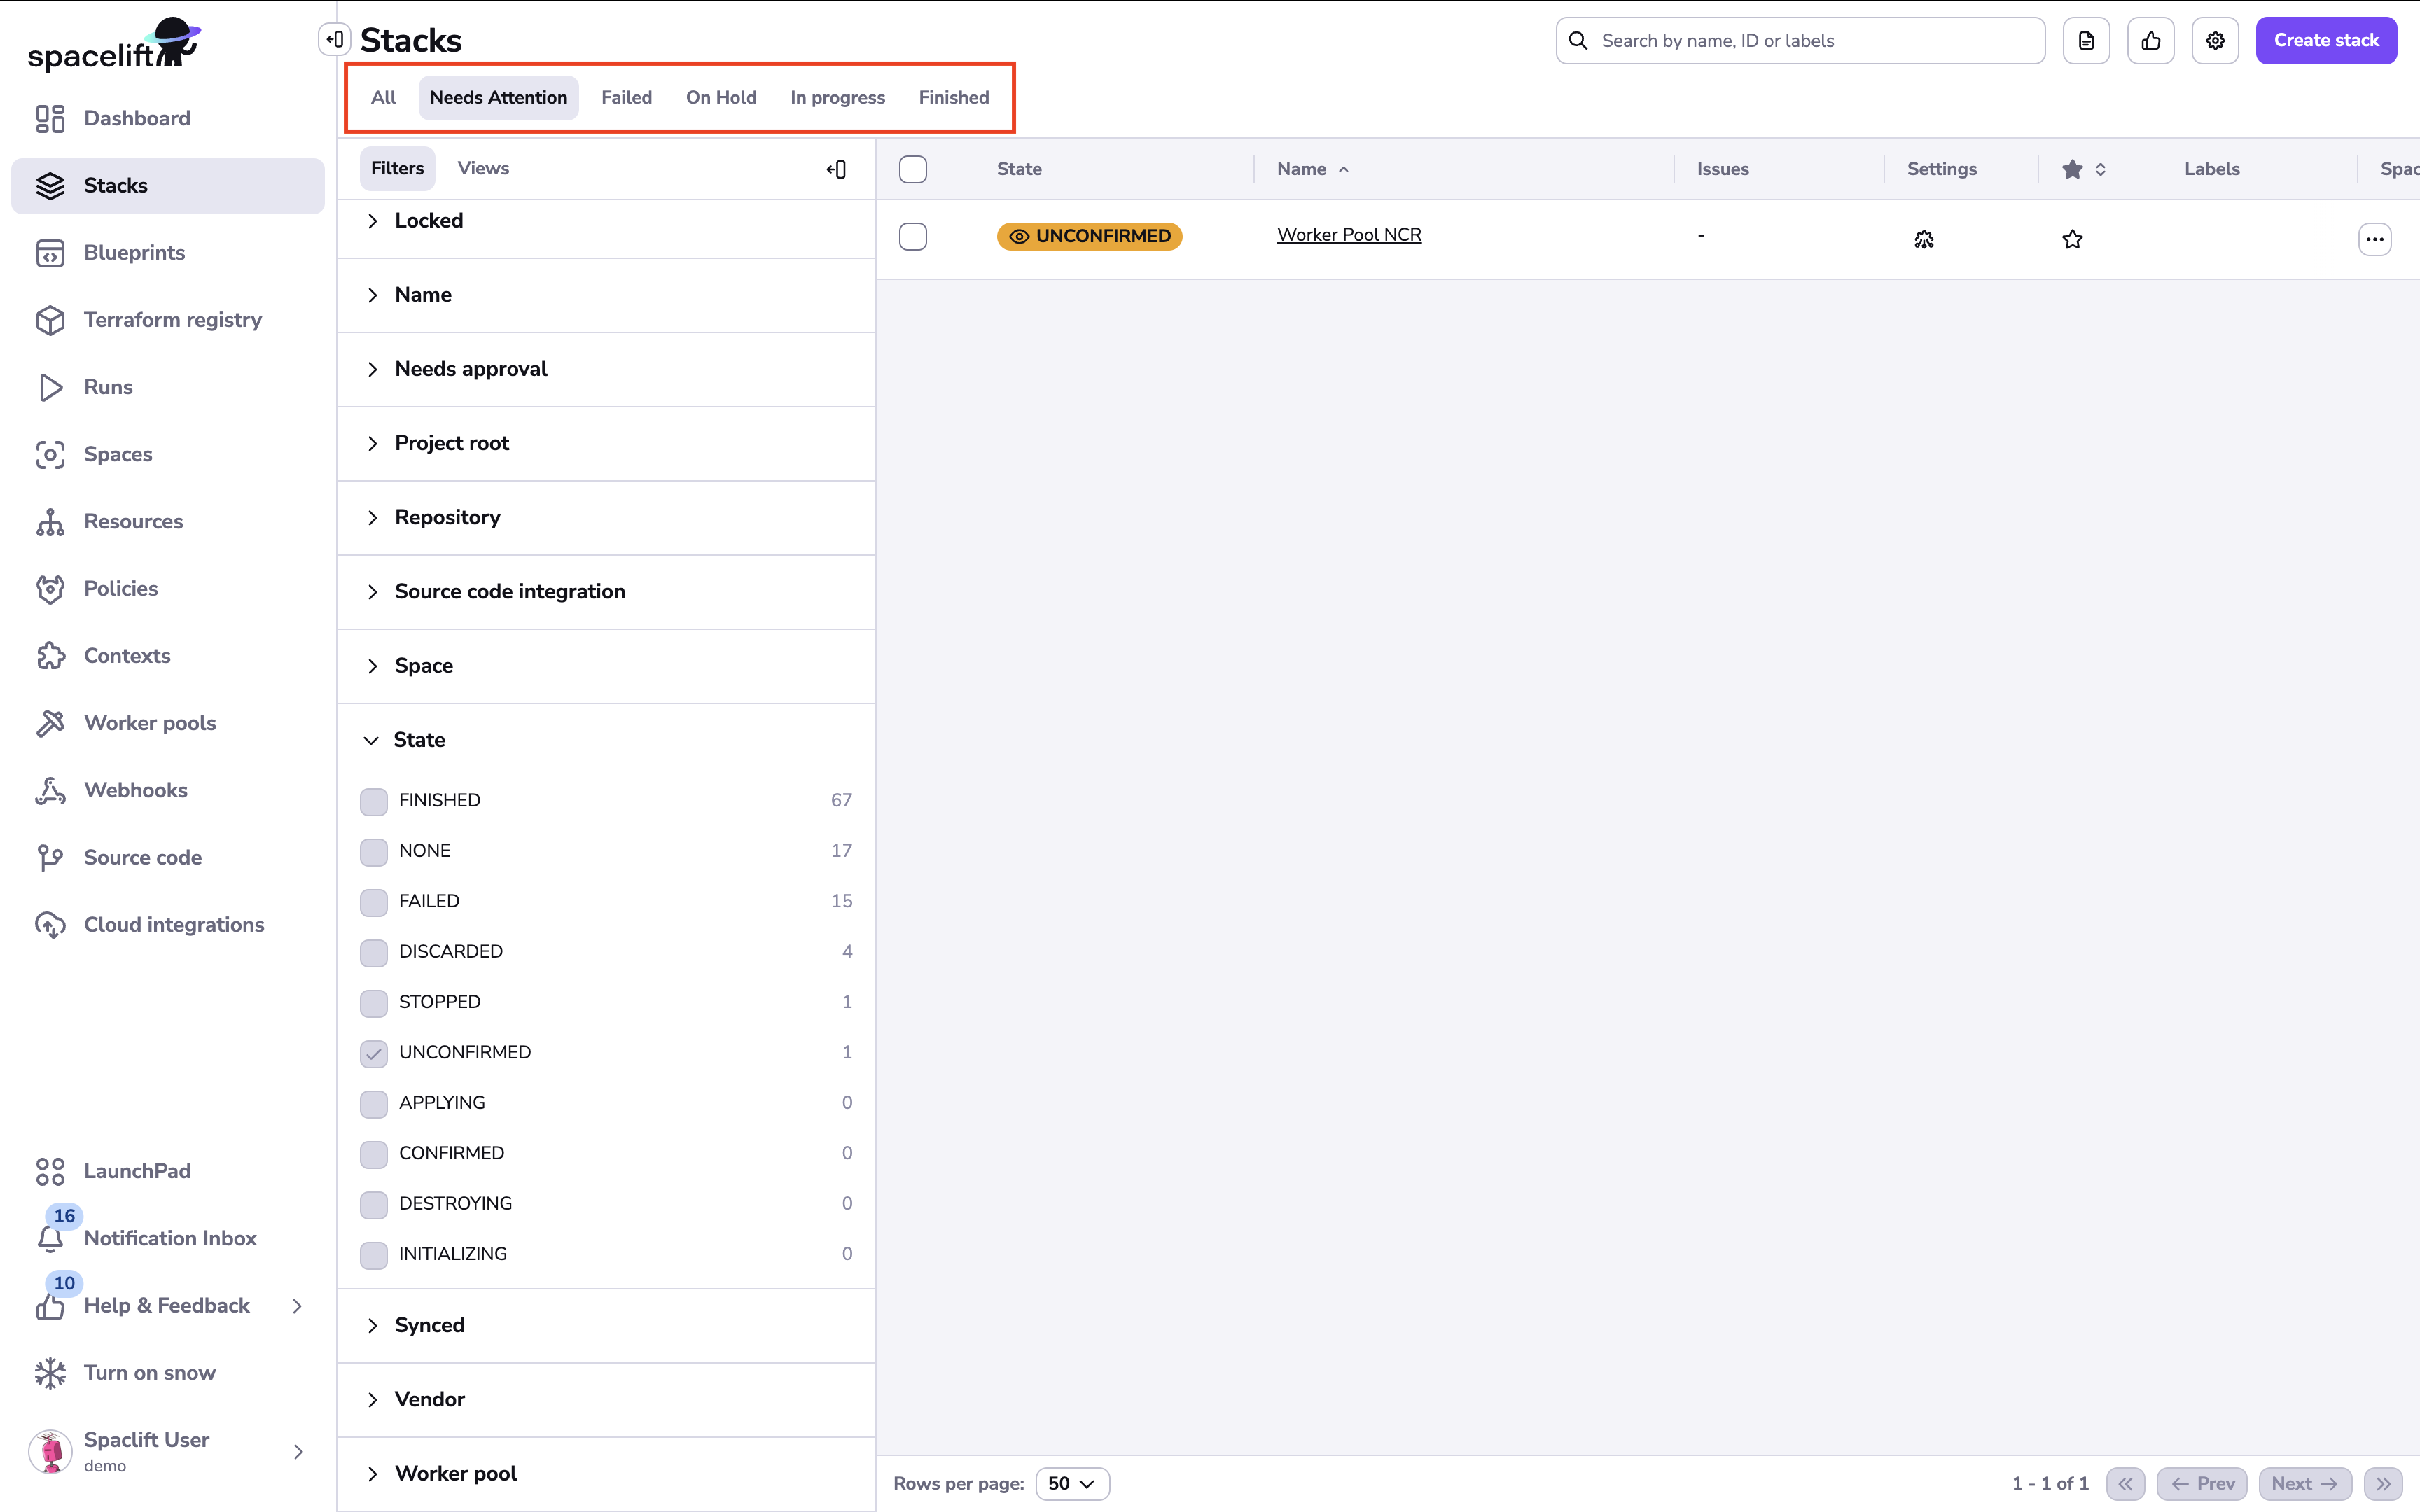 spacelift
Dashboard
Stacks
Blueprints
Terraform registry
Runs
Spaces
Resources
Policies
Contexts
Worker pools
Webhooks
Source code
Cloud integrations
LaunchPad
16
Notification Inbox
10
Help & Feedback
Turn on snow
Spaclift User
demo
Stacks
Search by name, ID or labels
Create stack
All Needs Attention Failed On Hold In progress Finished
Filters Views
Locked
Name
Needs approval
Project root
Repository
Source code integration
Space
State
FINISHED 67
NONE 17
FAILED 15
DISCARDED 4
STOPPED 1
UNCONFIRMED 1
APPLYING 0
CONFIRMED 0
DESTROYING 0
INITIALIZING 0
Synced
Vendor
Worker pool
State Name Issues Settings Labels Spac
UNCONFIRMED Worker Pool NCR -
Rows per page: 50
1 - 1 of 1 Prev Next